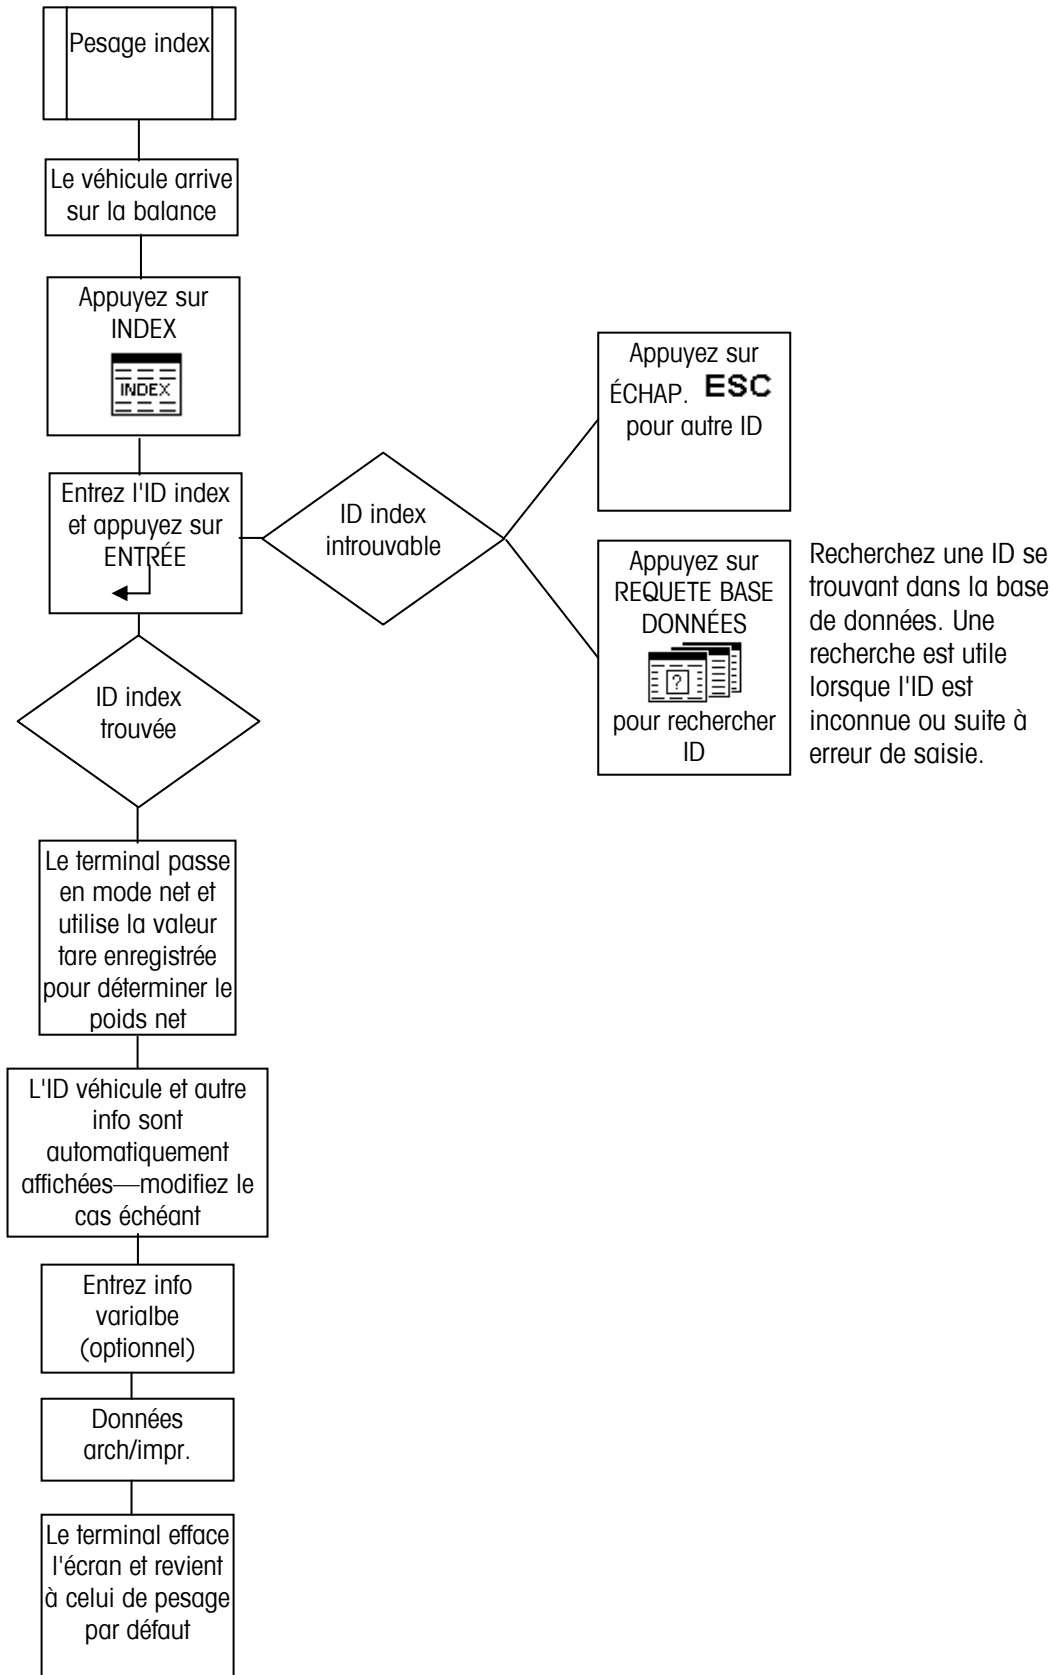 Pesage index
Le véhicule arrive
sur la balance
Appuyez sur
INDEX
INDEX
Entrez l'ID index
et appuyez sur
ENTRÉE
ID index
introuvable
Appuyez sur
ÉCHAP. ESC
pour autre ID
Appuyez sur
REQUETE BASE
DONNÉES
?
pour rechercher
ID
Recherchez une ID se
trouvant dans la base
de données. Une
recherche est utile
lorsque l'ID est
inconnue ou suite à
erreur de saisie.
ID index
trouvée
Le terminal passe
en mode net et
utilise la valeur
tare enregistrée
pour déterminer le
poids net
L'ID véhicule et autre
info sont
automatiquement
affichées—modifiez le
cas échéant
Entrez info
varialbe
(optionnel)
Données
arch/impr.
Le terminal efface
l'écran et revient
à celui de pesage
par défaut